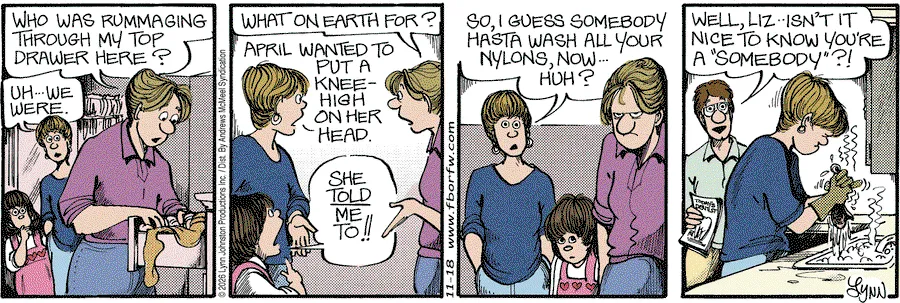 WHO WAS RUMMAGING
THROUGH MY TOP
DRAWER HERE?
UH...WE
WERE.
© 2026 Lynn Johnston Productions Inc. / Dist. By Andrews McMeel Syndication
WHAT ON EARTH FOR?
APRIL WANTED TO
PUT A
KNEE-
HIGH
ON HER
HEAD.
SHE
TOLD
ME
TO!!
11-18 www.fborfw.com
SO, I GUESS SOMEBODY
HASTA WASH ALL YOUR
NYLONS, NOW...
HUH?
WELL, LIZ··ISN'T IT
NICE TO KNOW YOU'RE
A "SOMEBODY"?!
LYNN